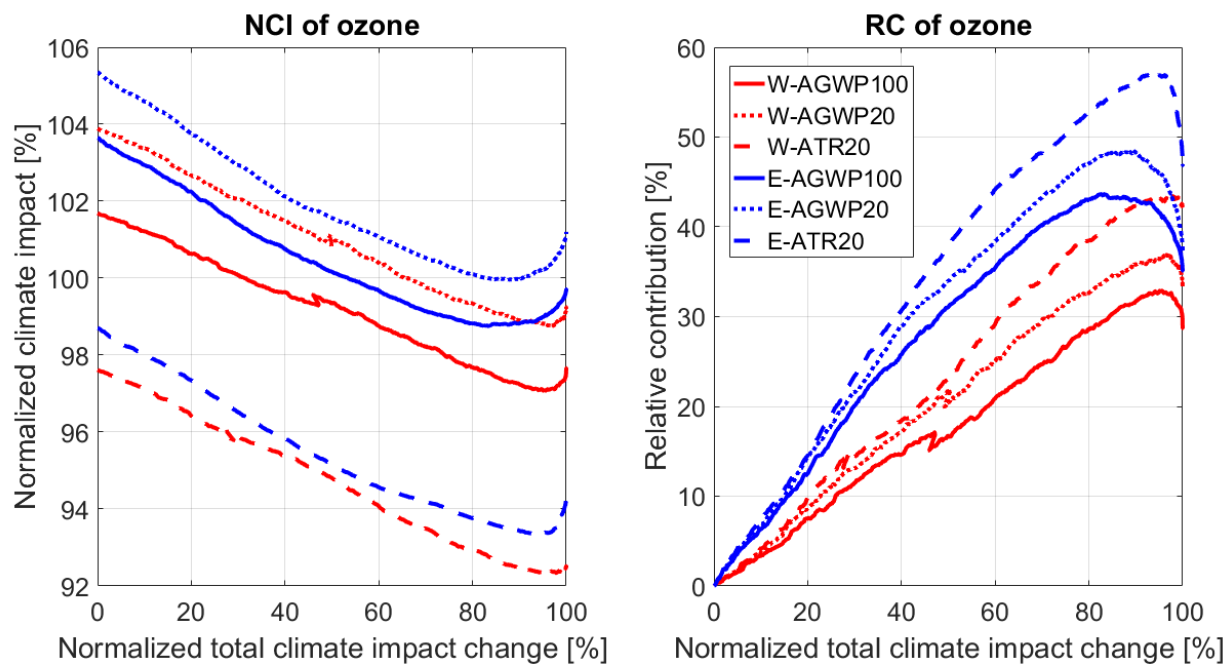 NCI of ozone
106
104
102
100
98
96
94
92
Normalized climate impact [%]
0 20 40 60 80 100
Normalized total climate impact change [%]
RC of ozone
60
50
40
30
20
10
0
Relative contribution [%]
W-AGWP100
W-AGWP20
W-ATR20
E-AGWP100
E-AGWP20
E-ATR20
0 20 40 60 80 100
Normalized total climate impact change [%]